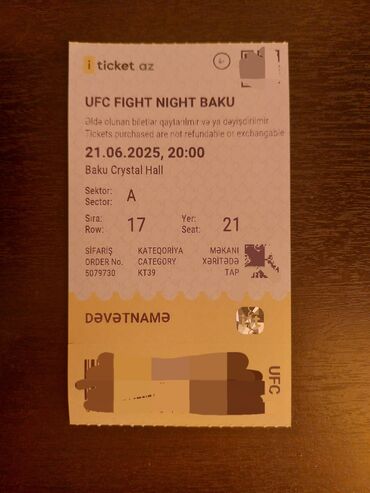 iticket.az
UFC FIGHT NIGHT BAKU
Əldə olunan biletlər qaytarılmır və ya dəyişdirilmir
Tickets purchased are not refundable or exchangeable
21.06.2025, 20:00
Baku Crystal Hall
Sektor:
Sector:
A
Sıra:
Row:
17
Yer:
Seat:
21
SİFARİŞ
ORDER No.
5079730
KATEQORİYA
CATEGORY
KT39
MƏKANI
XƏRİTƏDƏ
TAP
DƏVƏTNAMƏ
UFC